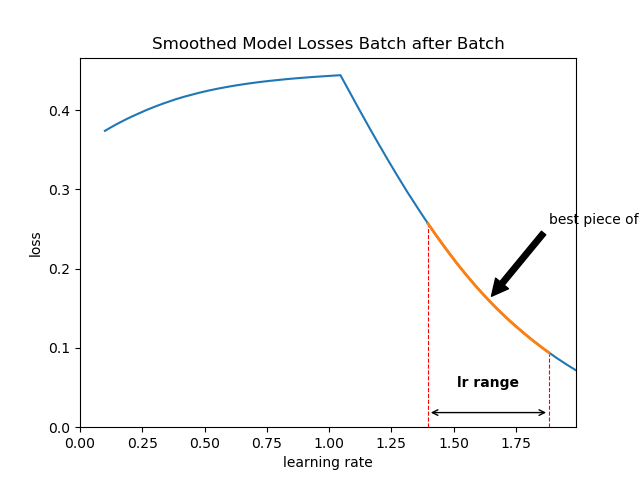 Smoothed Model Losses Batch after Batch
0.4
0.3
best piece of
loss
0.2
0.1
lr range
0.0
0.00 0.25 0.50 0.75 1.00 1.25 1.50 1.75
learning rate